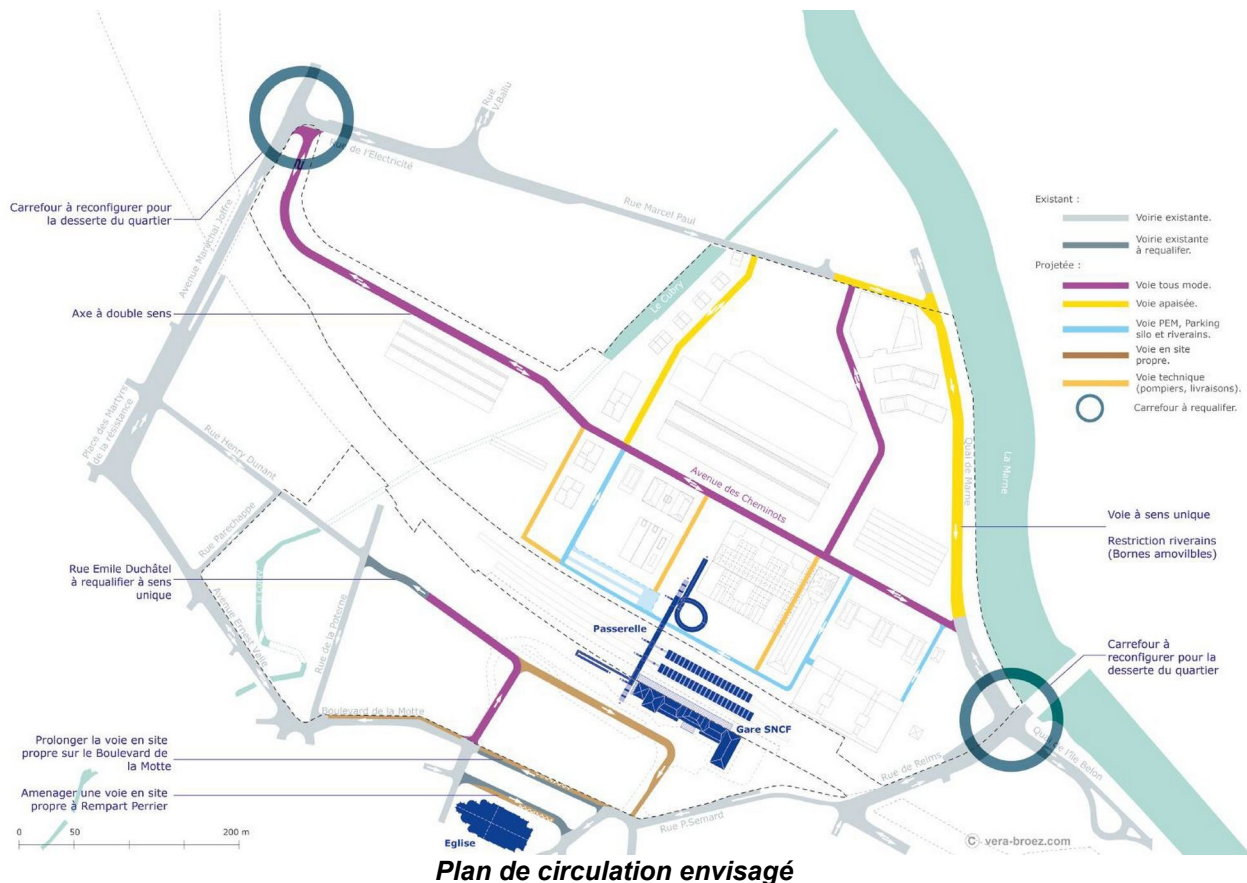 Rue
V.Ballu
Rue de l'Electricité
Carrefour à reconfigurer pour
la desserte du quartier
Avenue Maréchal Joffre
Rue Marcel Paul
Existant :
Voirie existante.
Voirie existante
à requalifer.
Projetée :
Voie tous mode.
Voie apaisée.
Voie PEM, Parking
silo et riverains.
Voie en site
propre.
Voie technique
(pompiers, livraisons).
Carrefour à requalifer.
Le Cubry
Axe à double sens
Place des Martyrs
de la résistance
Rue Henry Dunant
Quai de Marne
La Marne
Avenue des Cheminots
Rue Parechappe
Voie à sens unique
Restriction riverains
(Bornes amovilbles)
Rue Emile Duchâtel
à requalifier à sens
unique
Le Cubry
Avenue Ernest Vallé
Rue de la Poterne
Passerelle
Carrefour à
reconfigurer pour la
desserte du quartier
Boulevard de la Motte
Gare SNCF
Prolonger la voie en site
propre sur le Boulevard de
la Motte
Rue de Reims
Quai de l'Île Belon
Amenager une voie en site
propre à Rempart Perrier
Rue P.Semard
0 50 200 m
Eglise
C vera-broez.com
Plan de circulation envisagé